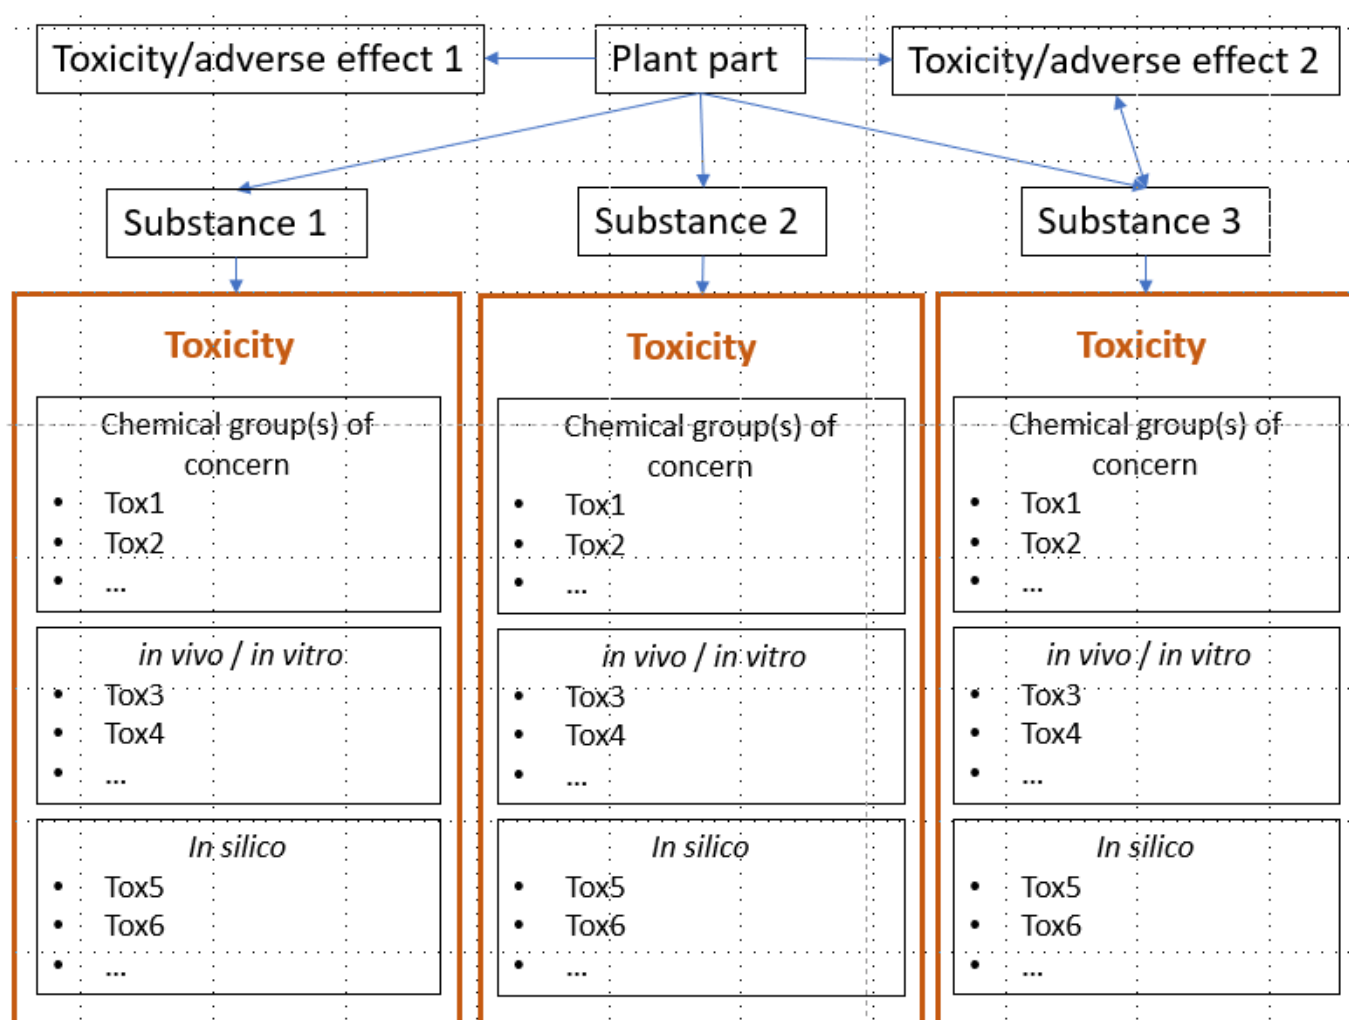 Toxicity/adverse effect 1
Plant part
Toxicity/adverse effect 2
Substance 1
Substance 2
Substance 3
Toxicity
Chemical group(s) of
concern
• Tox1
• Tox2
• ...
in vivo / in vitro
• Tox3
• Tox4
• ...
In silico
• Tox5
• Tox6
• ...
Toxicity
Chemical group(s) of
concern
• Tox1
• Tox2
• ...
in vivo / in vitro
• Tox3
• Tox4
• ...
In silico
• Tox5
• Tox6
• ...
Toxicity
Chemical group(s) of
concern
• Tox1
• Tox2
• ...
in vivo / in vitro
• Tox3
• Tox4
• ...
In silico
• Tox5
• Tox6
• ...